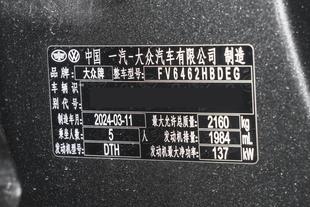 中国 一汽-大众汽车有限公司 制造
品牌 大众牌 整车型号 FV6462HBDEG
车辆识别代号
制造年月 2024-03-11 最大允许总质量 2160 kg
乘坐人数 5 人 发动机排量 1984 mL
发动机型号 DTH 发动机最大净功率 137 kW